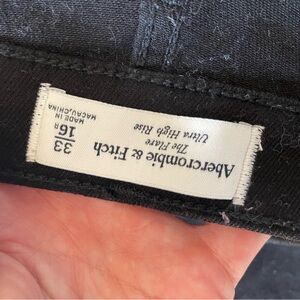 Abercrombie & Fitch
The Flare
Ultra High Rise
33
16R
MADE IN
MACAU, CHINA